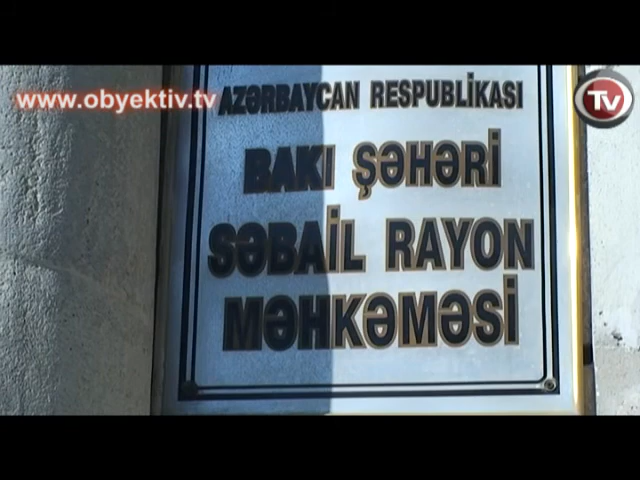 www.obyektiv.tv
TV
AZƏRBAYCAN RESPUBLİKASI
BAKI ŞƏHƏRİ
SƏBAİL RAYON
MƏHKƏMƏSİ